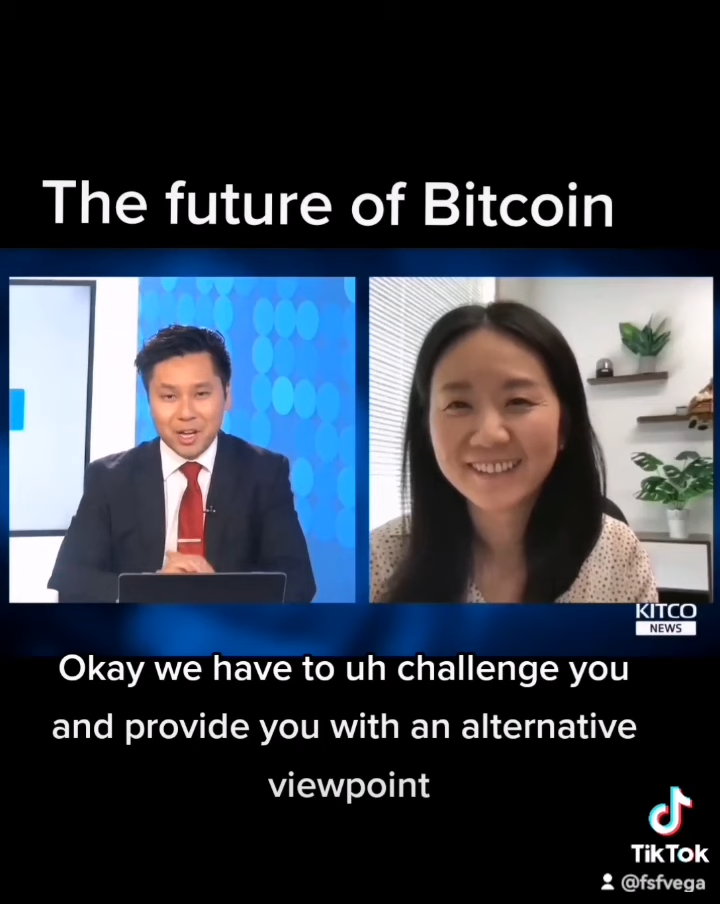 The future of Bitcoin
KITCO
NEWS
Okay we have to uh challenge you
and provide you with an alternative
viewpoint
TikTok
@fsfvega